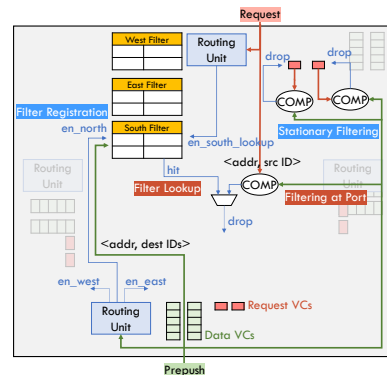 Request
West Filter
Routing
Unit
drop
drop
East Filter
COMP
COMP
Filter Registration
en_north
South Filter
en_south_lookup
Stationary Filtering
hit
<addr, src ID>
Routing
Unit
Routing
Unit
Filter Lookup
COMP
Filtering at Port
drop
<addr, dest IDs>
en_west
en_east
Routing
Unit
Request VCs
Data VCs
Prepush